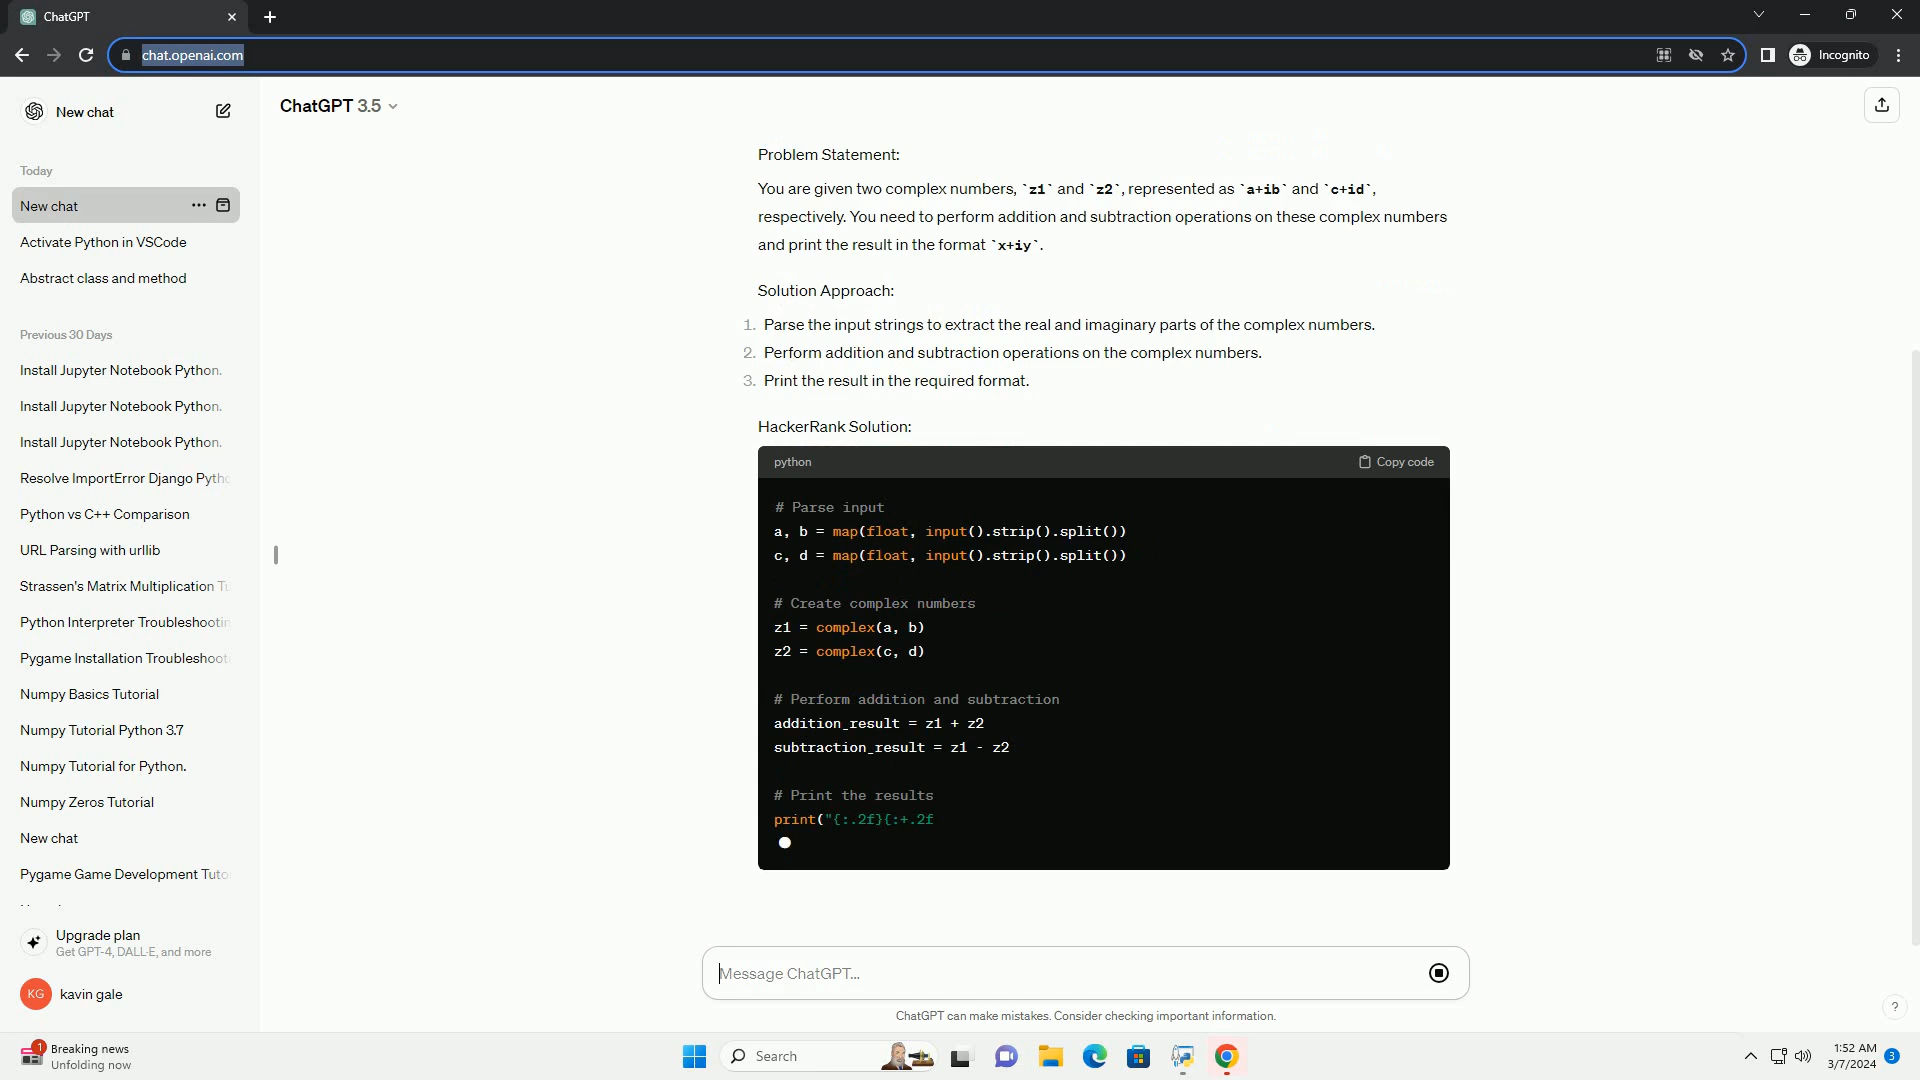 ChatGPT
chat.openai.com
Incognito
New chat
ChatGPT 3.5
Today
New chat
Activate Python in VSCode
Abstract class and method
Previous 30 Days
Install Jupyter Notebook Python.
Install Jupyter Notebook Python.
Install Jupyter Notebook Python.
Resolve ImportError Django Pytho
Python vs C++ Comparison
URL Parsing with urllib
Strassen's Matrix Multiplication Tu
Python Interpreter Troubleshootin
Pygame Installation Troubleshoot
Numpy Basics Tutorial
Numpy Tutorial Python 3.7
Numpy Tutorial for Python.
Numpy Zeros Tutorial
New chat
Pygame Game Development Tuto
Upgrade plan
Get GPT-4, DALL·E, and more
KG kavin gale
Problem Statement:
You are given two complex numbers, `z1` and `z2`, represented as `a+ib` and `c+id`,
respectively. You need to perform addition and subtraction operations on these complex numbers
and print the result in the format `x+iy`.
Solution Approach:
1. Parse the input strings to extract the real and imaginary parts of the complex numbers.
2. Perform addition and subtraction operations on the complex numbers.
3. Print the result in the required format.
HackerRank Solution:
python Copy code
# Parse input
a, b = map(float, input().strip().split())
c, d = map(float, input().strip().split())
# Create complex numbers
z1 = complex(a, b)
z2 = complex(c, d)
# Perform addition and subtraction
addition_result = z1 + z2
subtraction_result = z1 - z2
# Print the results
print("{:.2f}{:+.2f
Message ChatGPT...
ChatGPT can make mistakes. Consider checking important information.
?
1
Breaking news
Unfolding now
Search
1:52 AM
3/7/2024
3